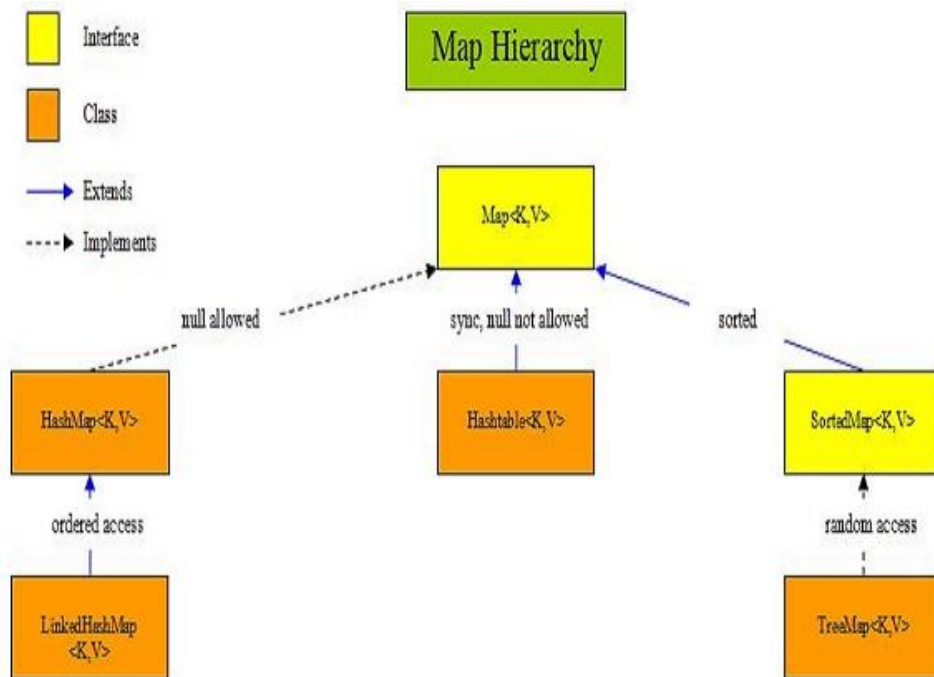 Interface
Map Hierarchy
Class
Extends
Map<K,V>
Implements
null allowed
sync, null not allowed
sorted
HashMap<K,V>
Hashtable<K,V>
SortedMap<K,V>
ordered access
random access
LinkedHashMap
<K,V>
TreeMap<K,V>